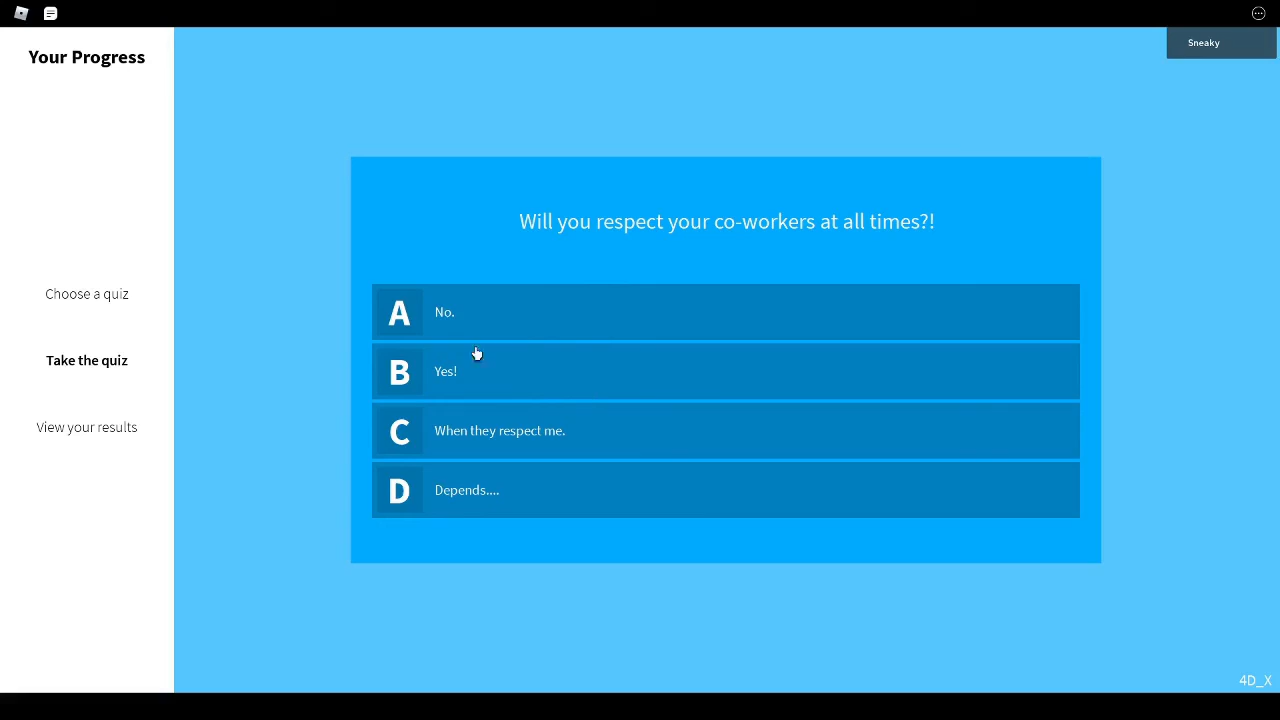 Your Progress
Sneaky
Will you respect your co-workers at all times?!
A No.
B Yes!
C When they respect me.
D Depends....
Choose a quiz
Take the quiz
View your results
4D_X